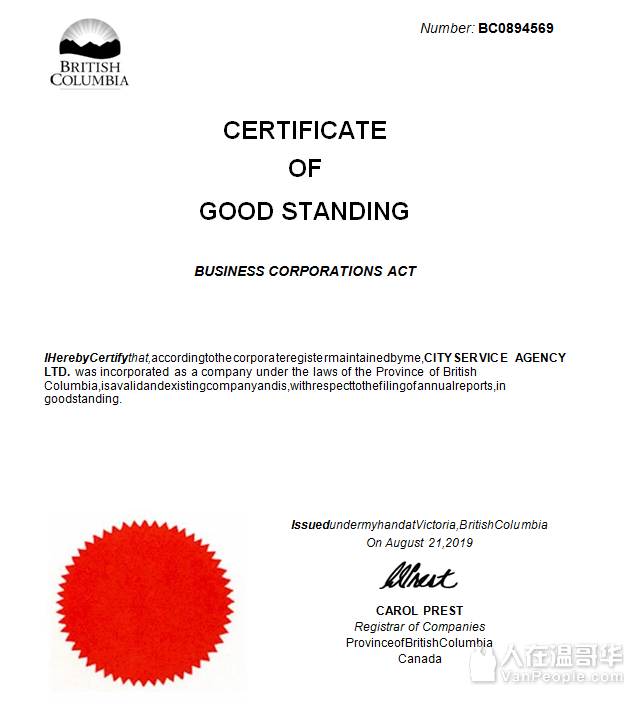 Number: BC0894569
BRITISH
COLUMBIA
CERTIFICATE
OF
GOOD STANDING
BUSINESS CORPORATIONS ACT
IHerebyCertifythat,accordingtothecorporateregistermaintainedbyme,CITYSERVICE AGENCY
LTD. was incorporated as a company under the laws of the Province of British
Columbia,isavalidandexistingcompanyandis,withrespecttothefilingofannualreports,in
goodstanding.
IssuedundermyhandatVictoria,BritishColumbia
On August 21,2019
CPrest
CAROL PREST
Registrar of Companies
ProvinceofBritishColumbia
Canada
人在温哥华
VanPeople.com